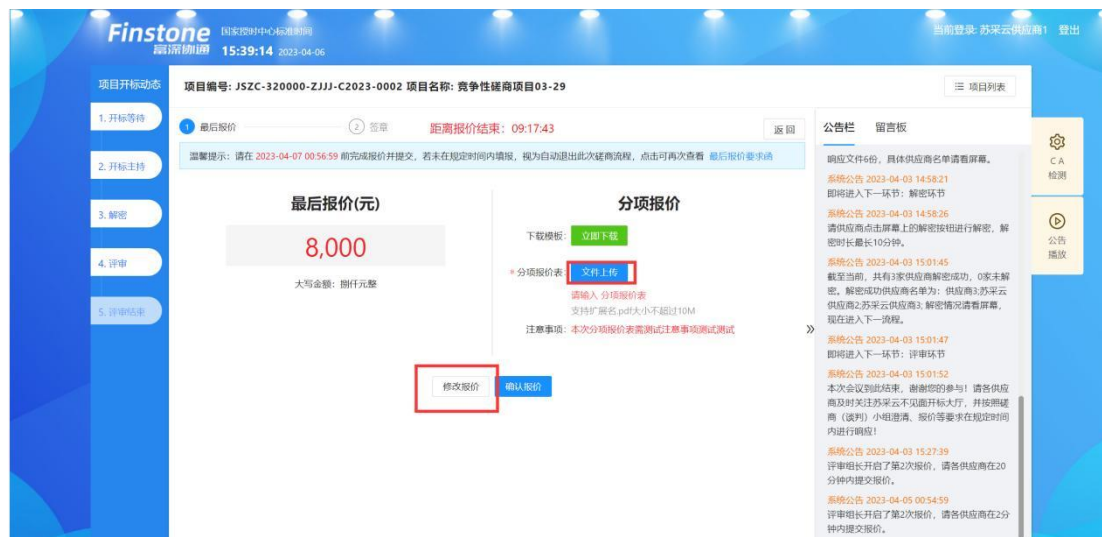 Finstone
富深协通
国家授时中心标准时间
15:39:14 2023-04-06
当前登录: 苏采云供应商1 登出
项目开标动态
1. 开标等待
2. 开标主持
3. 解密
4. 评审
5. 评审结束
项目编号: JSZC-320000-ZJJJ-C2023-0002 项目名称: 竞争性磋商项目03-29
项目列表
1 最后报价
2 签章
距离报价结束: 09:17:43
返 回
温馨提示: 请在 2023-04-07 00:56:59 前完成报价并提交, 若未在规定时间内填报, 视为自动退出此次磋商流程, 点击可再次查看 最后报价要求函
最后报价(元)
8,000
大写金额: 捌仟元整
分项报价
下载模板: 立即下载
* 分项报价表: 文件上传
请输入 分项报价表
支持扩展名.pdf大小不超过10M
注意事项: 本次分项报价表需测试注意事项测试测试
修改报价
确认报价
公告栏 留言板
响应文件6份, 具体供应商名单请看屏幕。
系统公告 2023-04-03 14:58:21
即将进入下一环节: 解密环节
系统公告 2023-04-03 14:58:26
请供应商点击屏幕上的解密按钮进行解密, 解
密时长最长10分钟。
系统公告 2023-04-03 15:01:45
截至当前, 共有3家供应商解密成功, 0家未解
密。解密成功供应商名单为: 供应商3;苏采云
供应商2;苏采云供应商3; 解密情况请看屏幕,
现在进入下一流程。
系统公告 2023-04-03 15:01:47
即将进入下一环节: 评审环节
系统公告 2023-04-03 15:01:52
本次会议到此结束, 谢谢您的参与! 请各供应
商及时关注苏采云不见面开标大厅, 并按照磋
商 (谈判) 小组澄清、报价等要求在规定时间
内进行响应!
系统公告 2023-04-03 15:27:39
评审组长开启了第2次报价, 请各供应商在20
分钟内提交报价。
系统公告 2023-04-05 00:54:59
评审组长开启了第2次报价, 请各供应商在2分
钟内提交报价。
CA
检测
公告
播放